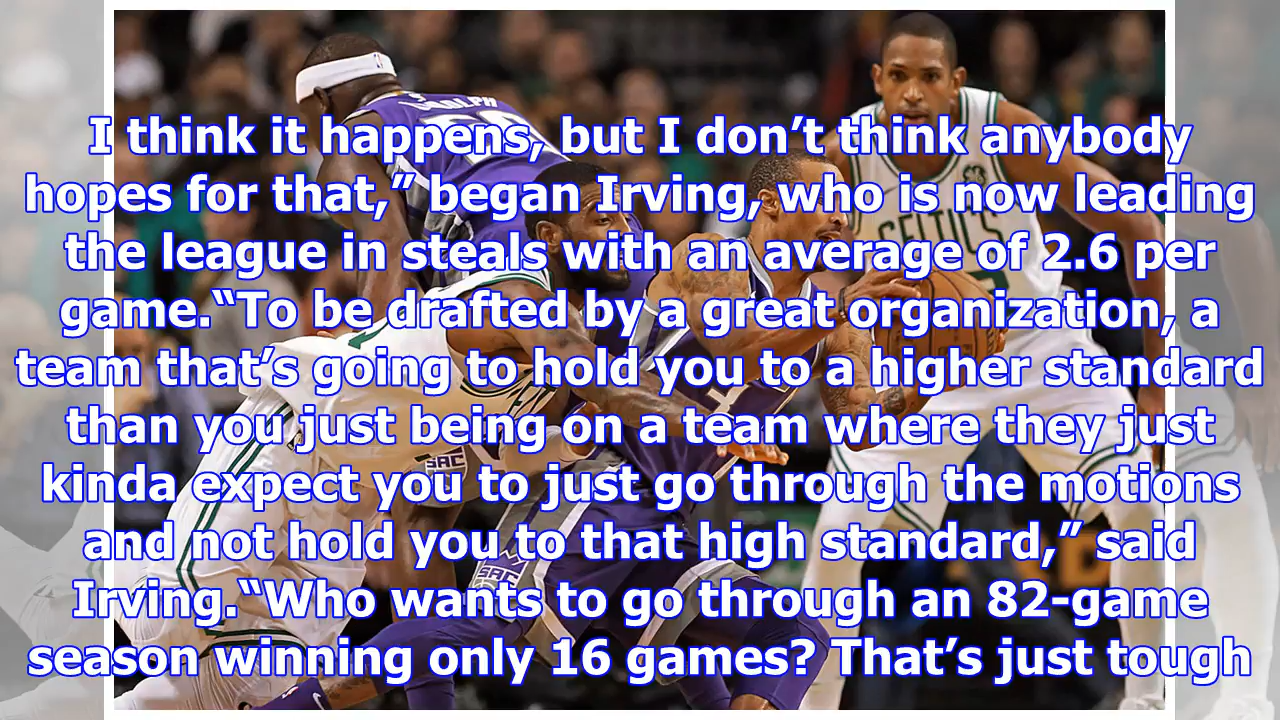 I think it happens, but I don’t think anybody
hopes for that,” began Irving, who is now leading
the league in steals with an average of 2.6 per
game.“To be drafted by a great organization, a
team that’s going to hold you to a higher standard
than you just being on a team where they just
kinda expect you to just go through the motions
and not hold you to that high standard,” said
Irving.“Who wants to go through an 82-game
season winning only 16 games? That’s just tough
CELTICS
SAC
SAC